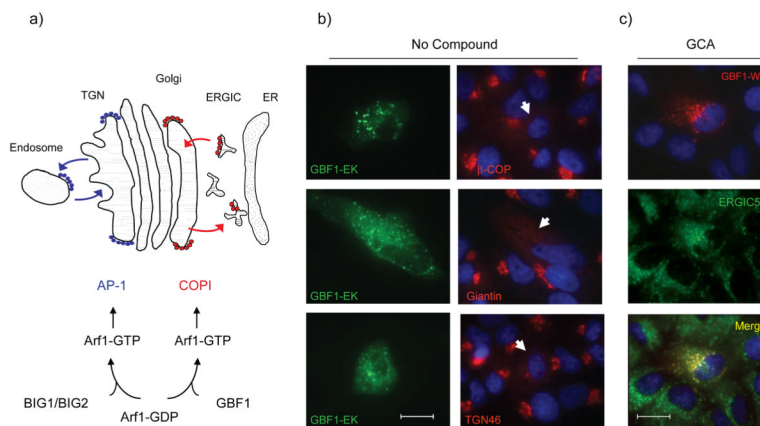 a)
Golgi
TGN
ERGIC
ER
Endosome
AP-1
COPI
Arf1-GTP
Arf1-GTP
BIG1/BIG2
GBF1
Arf1-GDP
b)
No Compound
GBF1-EK
β-COP
GBF1-EK
Giantin
GBF1-EK
TGN46
c)
GCA
GBF1-W
ERGIC5
Merg